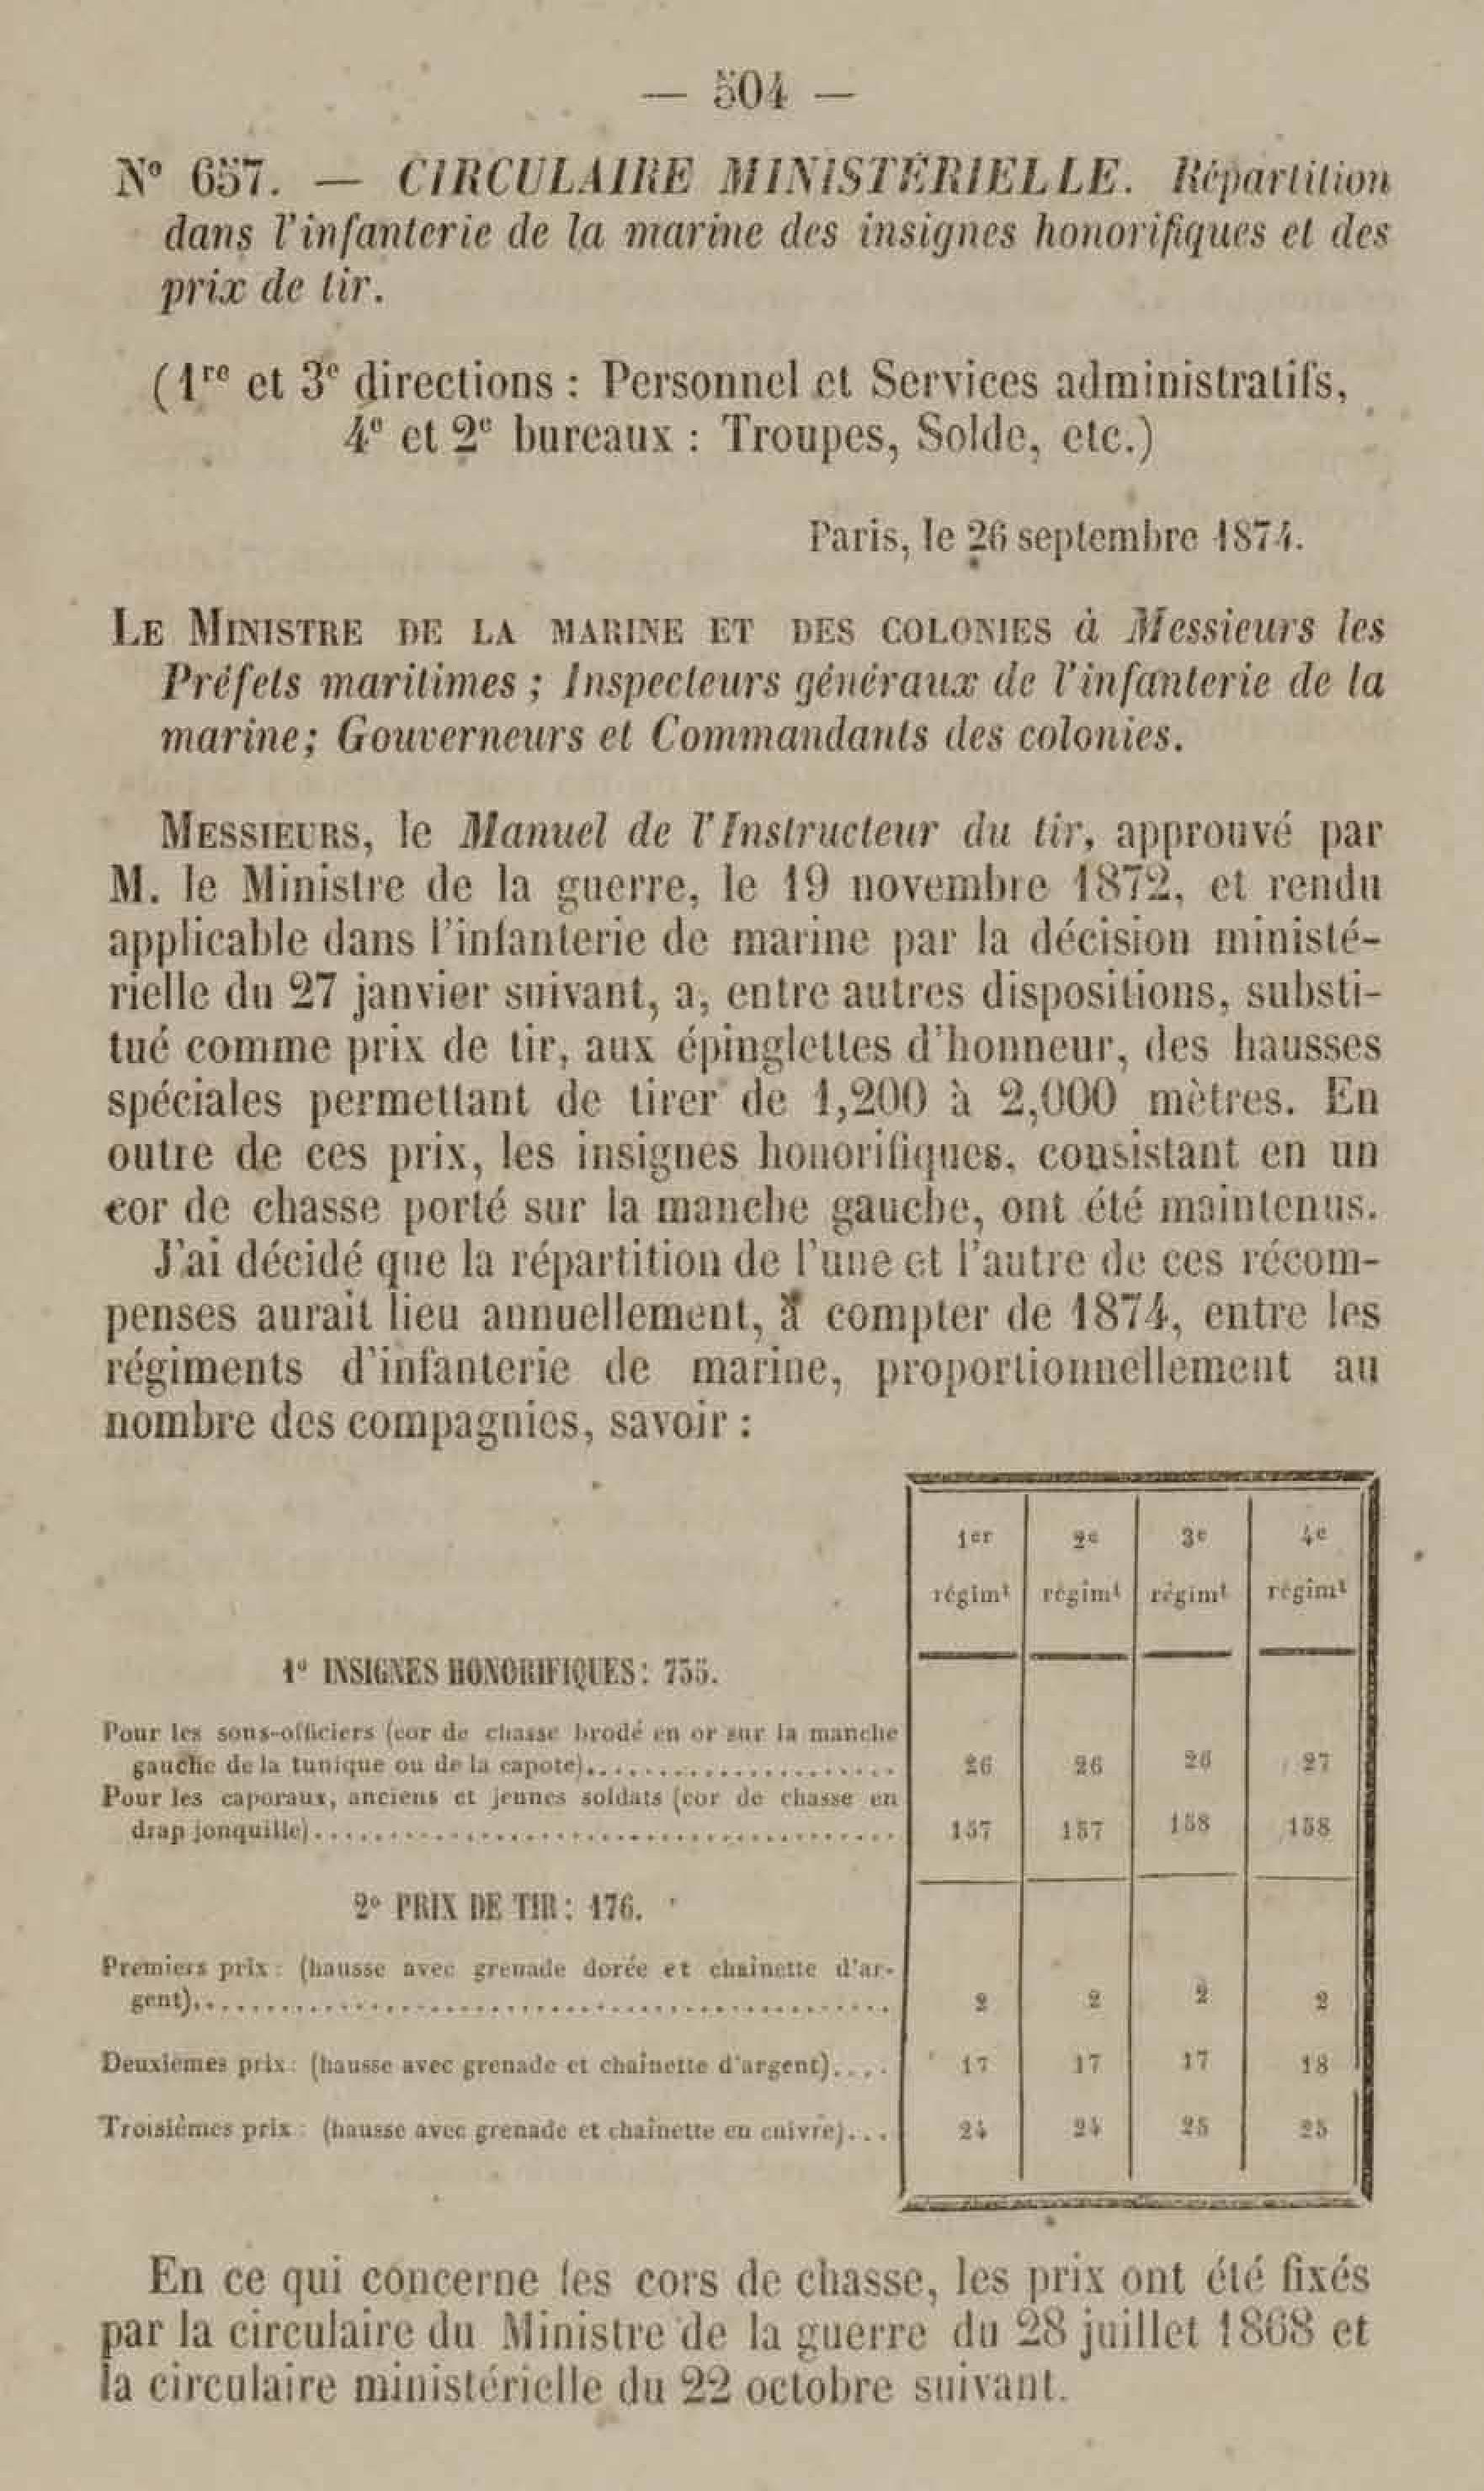 — 504 —
N° 657. — CIRCULAIRE MINISTÉRIELLE. Répartition
dans l'infanterie de la marine des insignes honorifiques et des
prix de tir.
(1re et 3e directions : Personnel et Services administratifs,
4e et 2e bureaux : Troupes, Solde, etc.)
Paris, le 26 septembre 1874.
LE MINISTRE DE LA MARINE ET DES COLONIES à Messieurs les
Préfets maritimes ; Inspecteurs généraux de l'infanterie de la
marine; Gouverneurs et Commandants des colonies.
MESSIEURS, le Manuel de l'Instructeur du tir, approuvé par
M. le Ministre de la guerre, le 19 novembre 1872, et rendu
applicable dans l'infanterie de marine par la décision ministé-
rielle du 27 janvier suivant, a, entre autres dispositions, substi-
tué comme prix de tir, aux épinglettes d'honneur, des hausses
spéciales permettant de tirer de 1,200 à 2,000 mètres. En
outre de ces prix, les insignes honorifiques, consistant en un
cor de chasse porté sur la manche gauche, ont été maintenus.
J'ai décidé que la répartition de l'une et l'autre de ces récom-
penses aurait lieu annuellement, à compter de 1874, entre les
régiments d'infanterie de marine, proportionnellement au
nombre des compagnies, savoir :
1er 2e 3e 4e
régimt régimt régimt régimt
1° INSIGNES HONORIFIQUES: 735.
Pour les sous-officiers (cor de chasse brodé en or sur la manche
gauche de la tunique ou de la capote)..................... 26 26 26 27
Pour les caporaux, anciens et jeunes soldats (cor de chasse en
drap jonquille)....................................... 157 157 158 158
2° PRIX DE TIR: 176.
Premiers prix: (hausse avec grenade dorée et chaînette d'ar-
gent)............................................... 2 2 2 2
Deuxièmes prix: (hausse avec grenade et chaînette d'argent).... 17 17 17 18
Troisièmes prix: (hausse avec grenade et chaînette en cuivre)... 24 24 25 25
En ce qui concerne les cors de chasse, les prix ont été fixés
par la circulaire du Ministre de la guerre du 28 juillet 1868 et
la circulaire ministérielle du 22 octobre suivant.